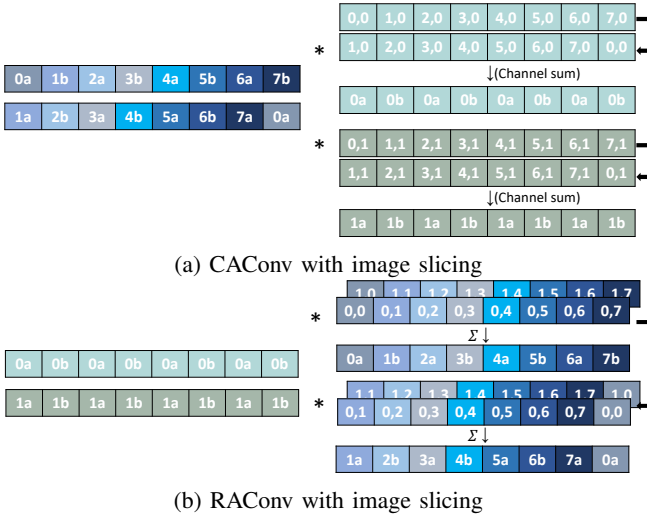 0,0 1,0 2,0 3,0 4,0 5,0 6,0 7,0
*
1,0 2,0 3,0 4,0 5,0 6,0 7,0 0,0
0a 1b 2a 3b 4a 5b 6a 7b
↓(Channel sum)
0a 0b 0a 0b 0a 0b 0a 0b
1a 2b 3a 4b 5a 6b 7a 0a
*
0,1 1,1 2,1 3,1 4,1 5,1 6,1 7,1
1,1 2,1 3,1 4,1 5,1 6,1 7,1 0,1
↓(Channel sum)
1a 1b 1a 1b 1a 1b 1a 1b
(a) CAConv with image slicing
1,0 1,1 1,2 1,3 1,4 1,5 1,6 1,7
*
0,0 0,1 0,2 0,3 0,4 0,5 0,6 0,7
Σ ↓
0a 0b 0a 0b 0a 0b 0a 0b
0a 1b 2a 3b 4a 5b 6a 7b
1a 1b 1a 1b 1a 1b 1a 1b
*
1,1 1,2 1,3 1,4 1,5 1,6 1,7 1,0
0,1 0,2 0,3 0,4 0,5 0,6 0,7 0,0
Σ ↓
1a 2b 3a 4b 5a 6b 7a 0a
(b) RAConv with image slicing